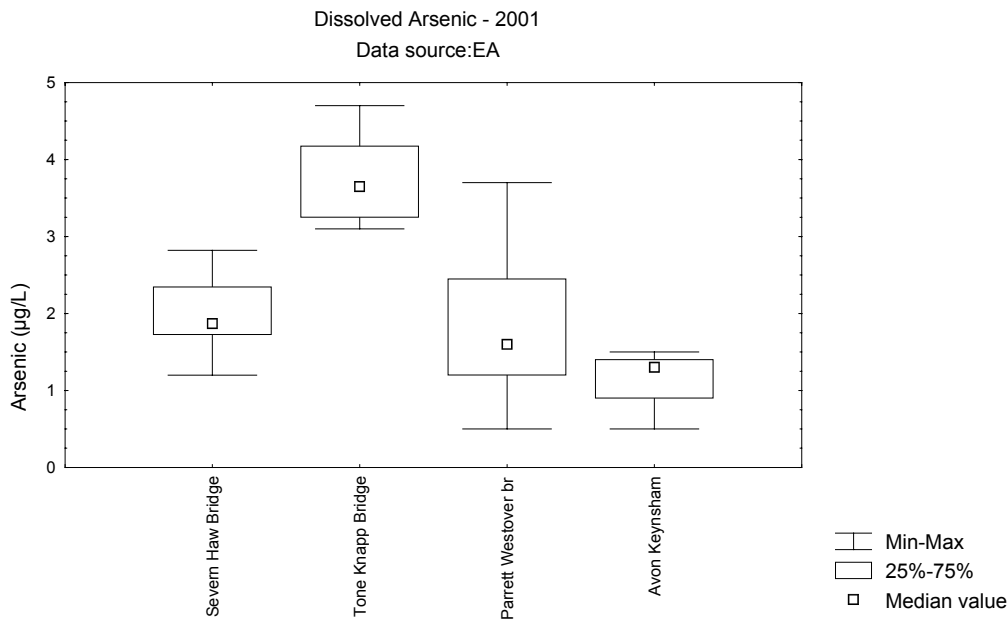 Dissolved Arsenic - 2001
Data source:EA
Arsenic (µg/L)
5
4
3
2
1
0
Severn Haw Bridge
Tone Knapp Bridge
Parrett Westover br
Avon Keynsham
Min-Max
25%-75%
Median value